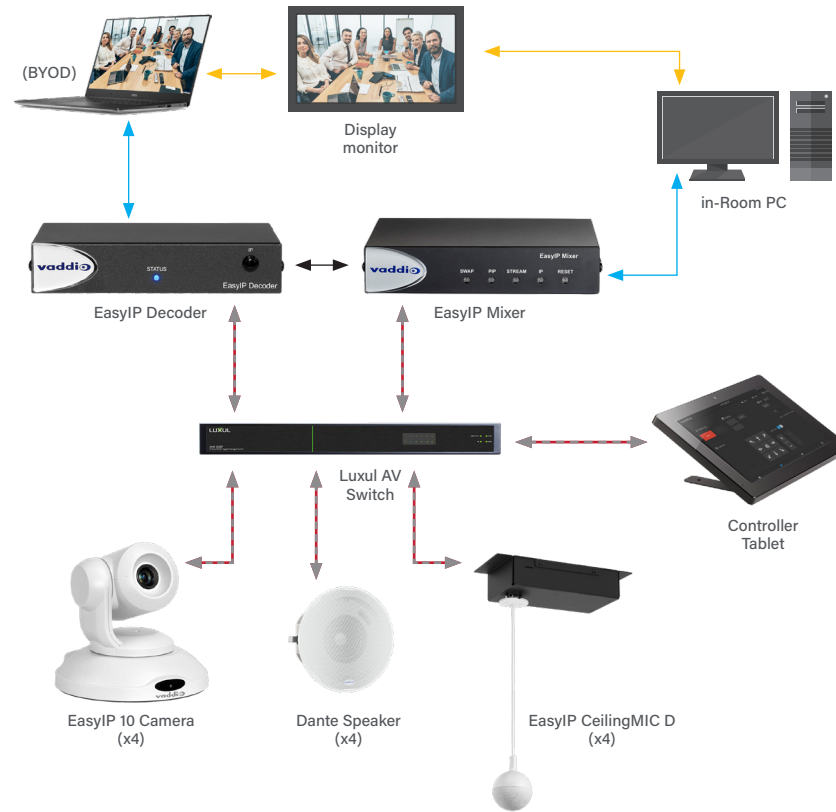 (BYOD)
Display
monitor
in-Room PC
vaddio
STATUS
IP
EasyIP Decoder
EasyIP Decoder
vaddio
EasyIP Mixer
SWAP PIP STREAM IP RESET
EasyIP Mixer
LUXUL
Luxul AV
Switch
Controller
Tablet
vaddio
EasyIP 10 Camera
(x4)
Dante Speaker
(x4)
EasyIP CeilingMIC D
(x4)